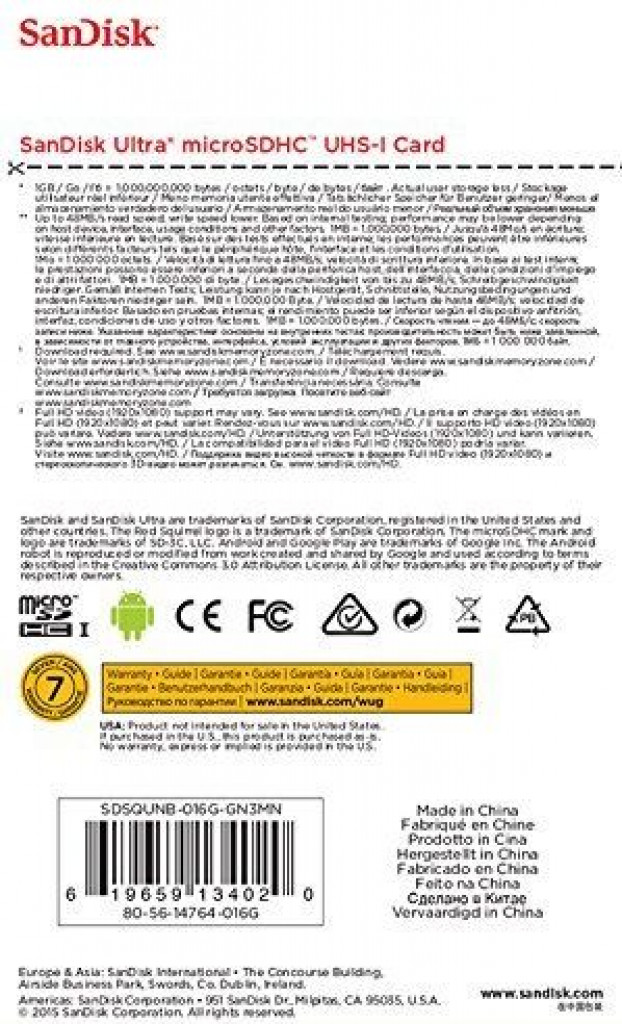 SanDisk
SanDisk Ultra® microSDHC™ UHS-I Card
* 1GB / Go / Гб = 1,000,000,000 bytes / octets / byte / de bytes / байт. Actual user storage less / Stockage
utilisateur réel inférieur / Meno memoria utente effettiva / Tatsächlicher Speicher für Benutzer geringer / Menos el
almacenamiento verdadero del usuario / Armazenamento real do usuário menor / Реальный объем хранения меньше
** Up to 48MB/s read speed, write speed lower. Based on internal testing; performance may be lower depending
on host device, interface, usage conditions and other factors. 1MB = 1,000,000 bytes. / Jusqu'à 48Mo/s en écriture;
vitesse inférieure en lecture. Basé sur des tests effectués en interne; les performances peuvent être inférieures
selon différents facteurs tels que le périphérique hôte, l'interface et les conditions d'utilisation.
1Mo = 1 000 000 octets. / Velocità di lettura fino a 48MB/s; velocità di scrittura inferiore. In base ai test interni;
le prestazioni possono essere inferiori a seconda della periferica host, dell'interfaccia, delle condizioni d'impiego
e di altri fattori. 1MB = 1.000.000 di byte. / Lesegeschwindigkeit von bis zu 48MB/s, Schreibgeschwindigkeit
niedriger. Gemäß internen Tests; Leistung kann je nach Hostgerät, Schnittstelle, Nutzungsbedingungen und
anderen Faktoren niedriger sein. 1MB = 1.000.000 Byte. / Velocidad de lectura de hasta 48MB/s; velocidad de
escritura inferior. Basado en pruebas internas; el rendimiento puede ser inferior según el dispositivo anfitrión,
interfaz, condiciones de uso y otros factores. 1MB = 1.000.000 bytes. / Скорость чтения — до 48МБ/с; скорость
записи ниже. Указанные характеристики основаны на внутренних тестах; производительность может быть ниже заявленной,
в зависимости от главного устройства, интерфейса, условий эксплуатации и других факторов. 1МБ = 1 000 000 байт.
Download required. See www.sandiskmemoryzone.com. / Téléchargement requis.
Voir le site www.sandiskmemoryzone.com. / È necessario il download. Vedere www.sandiskmemoryzone.com /
Download erforderlich. Siehe www.sandiskmemoryzone.com / Requiere descarga.
Consulte www.sandiskmemoryzone.com / Transferência necessária. Consulte
www.sandiskmemoryzone.com / Требуется загрузка. Посетите веб-сайт
www.sandiskmemoryzone.com
Full HD video (1920x1080) support may vary. See www.sandisk.com/HD. / La prise en charge des vidéos en
Full HD (1920x1080) et peut varier. Rendez-vous sur www.sandisk.com/HD. / Il supporto HD video (1920x1080)
può variare. Vedere www.sandisk.com/HD. / Unterstützung von Full HD-Videos (1920x1080) und kann variieren.
Siehe www.sandisk.com/HD. / La compatibilidad para el vídeo Full HD (1920x1080) podría variar.
Visite www.sandisk.com/HD. / Поддержка видео высокой четкости в формате Full HD video (1920x1080) и
стереоскопического 3D-видео может различаться. См. www.sandisk.com/HD.
SanDisk and SanDisk Ultra are trademarks of SanDisk Corporation, registered in the United States and
other countries. The Red Squirrel logo is a trademark of SanDisk Corporation. The microSDHC mark and
logo are trademarks of SD-3C, LLC. Android and Google Play are trademarks of Google Inc. The Android
robot is reproduced or modified from work created and shared by Google and used according to terms
described in the Creative Commons 3.0 Attribution License. All other trademarks are the property of their
respective owners.
micro SD HC I CE FC PB
7
Warranty • Guide | Garantie • Guide | Garantía • Guía | Garantia • Guia |
Garantie • Benutzerhandbuch | Garanzia • Guida | Garantie • Handleiding |
Руководство по гарантии | www.sandisk.com/wug
USA: Product not intended for sale in the United States.
If purchased in the U.S., this product is purchased as-is.
No warranty, express or implied is provided in the U.S.
SDSQUNB-016G-GN3MN
6 19659 13402 0
80-56-14764-016G
Made in China
Fabriqué en Chine
Prodotto in Cina
Hergestellt in China
Fabricado en China
Feito na China
Сделано в Китае
Vervaardigd in China
Europe & Asia: SanDisk International • The Concourse Building,
Airside Business Park, Swords, Co. Dublin, Ireland.
Americas: SanDisk Corporation • 951 SanDisk Dr., Milpitas, CA 95035, U.S.A.
© 2015 SanDisk Corporation. All rights reserved.
www.sandisk.com
在中国包装